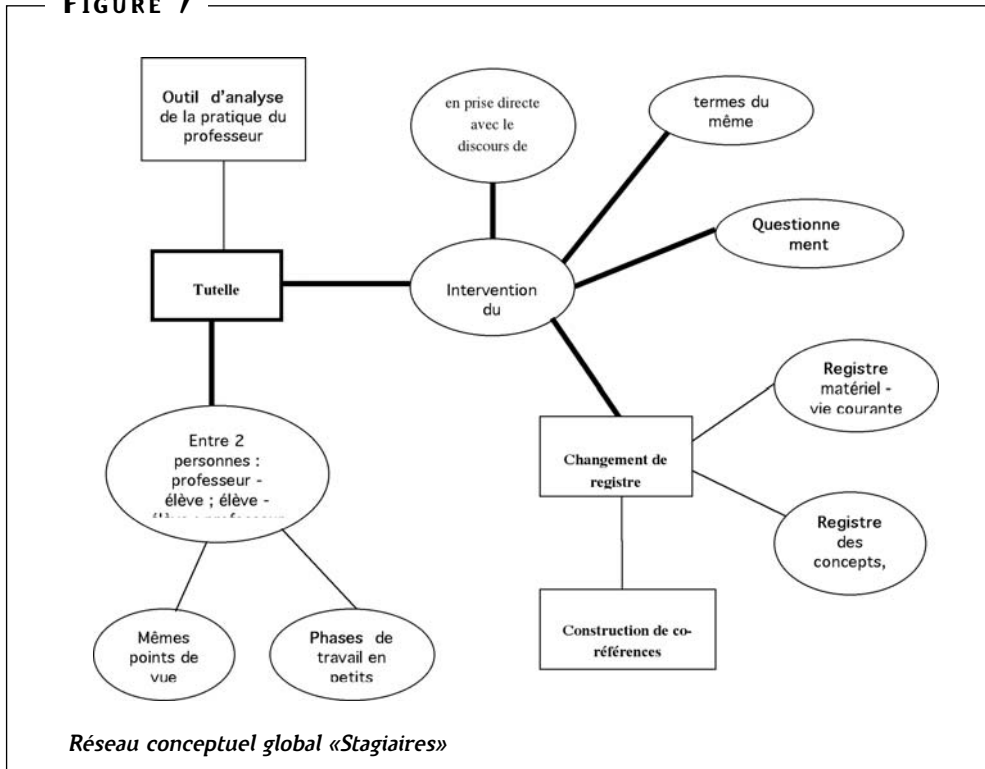 FIGURE 7
Outil d'analyse
de la pratique du
professeur
en prise directe
avec le
discours de
termes du
même
Questionne
ment
Tutelle
Intervention
du
Registre
matériel -
vie courante
Entre 2
personnes :
professeur -
élève ; élève -
Changement de
registre
Registre
des
concepts,
Mêmes
points de
vue
Phases de
travail en
petits
Construction de co-
références
Réseau conceptuel global «Stagiaires»